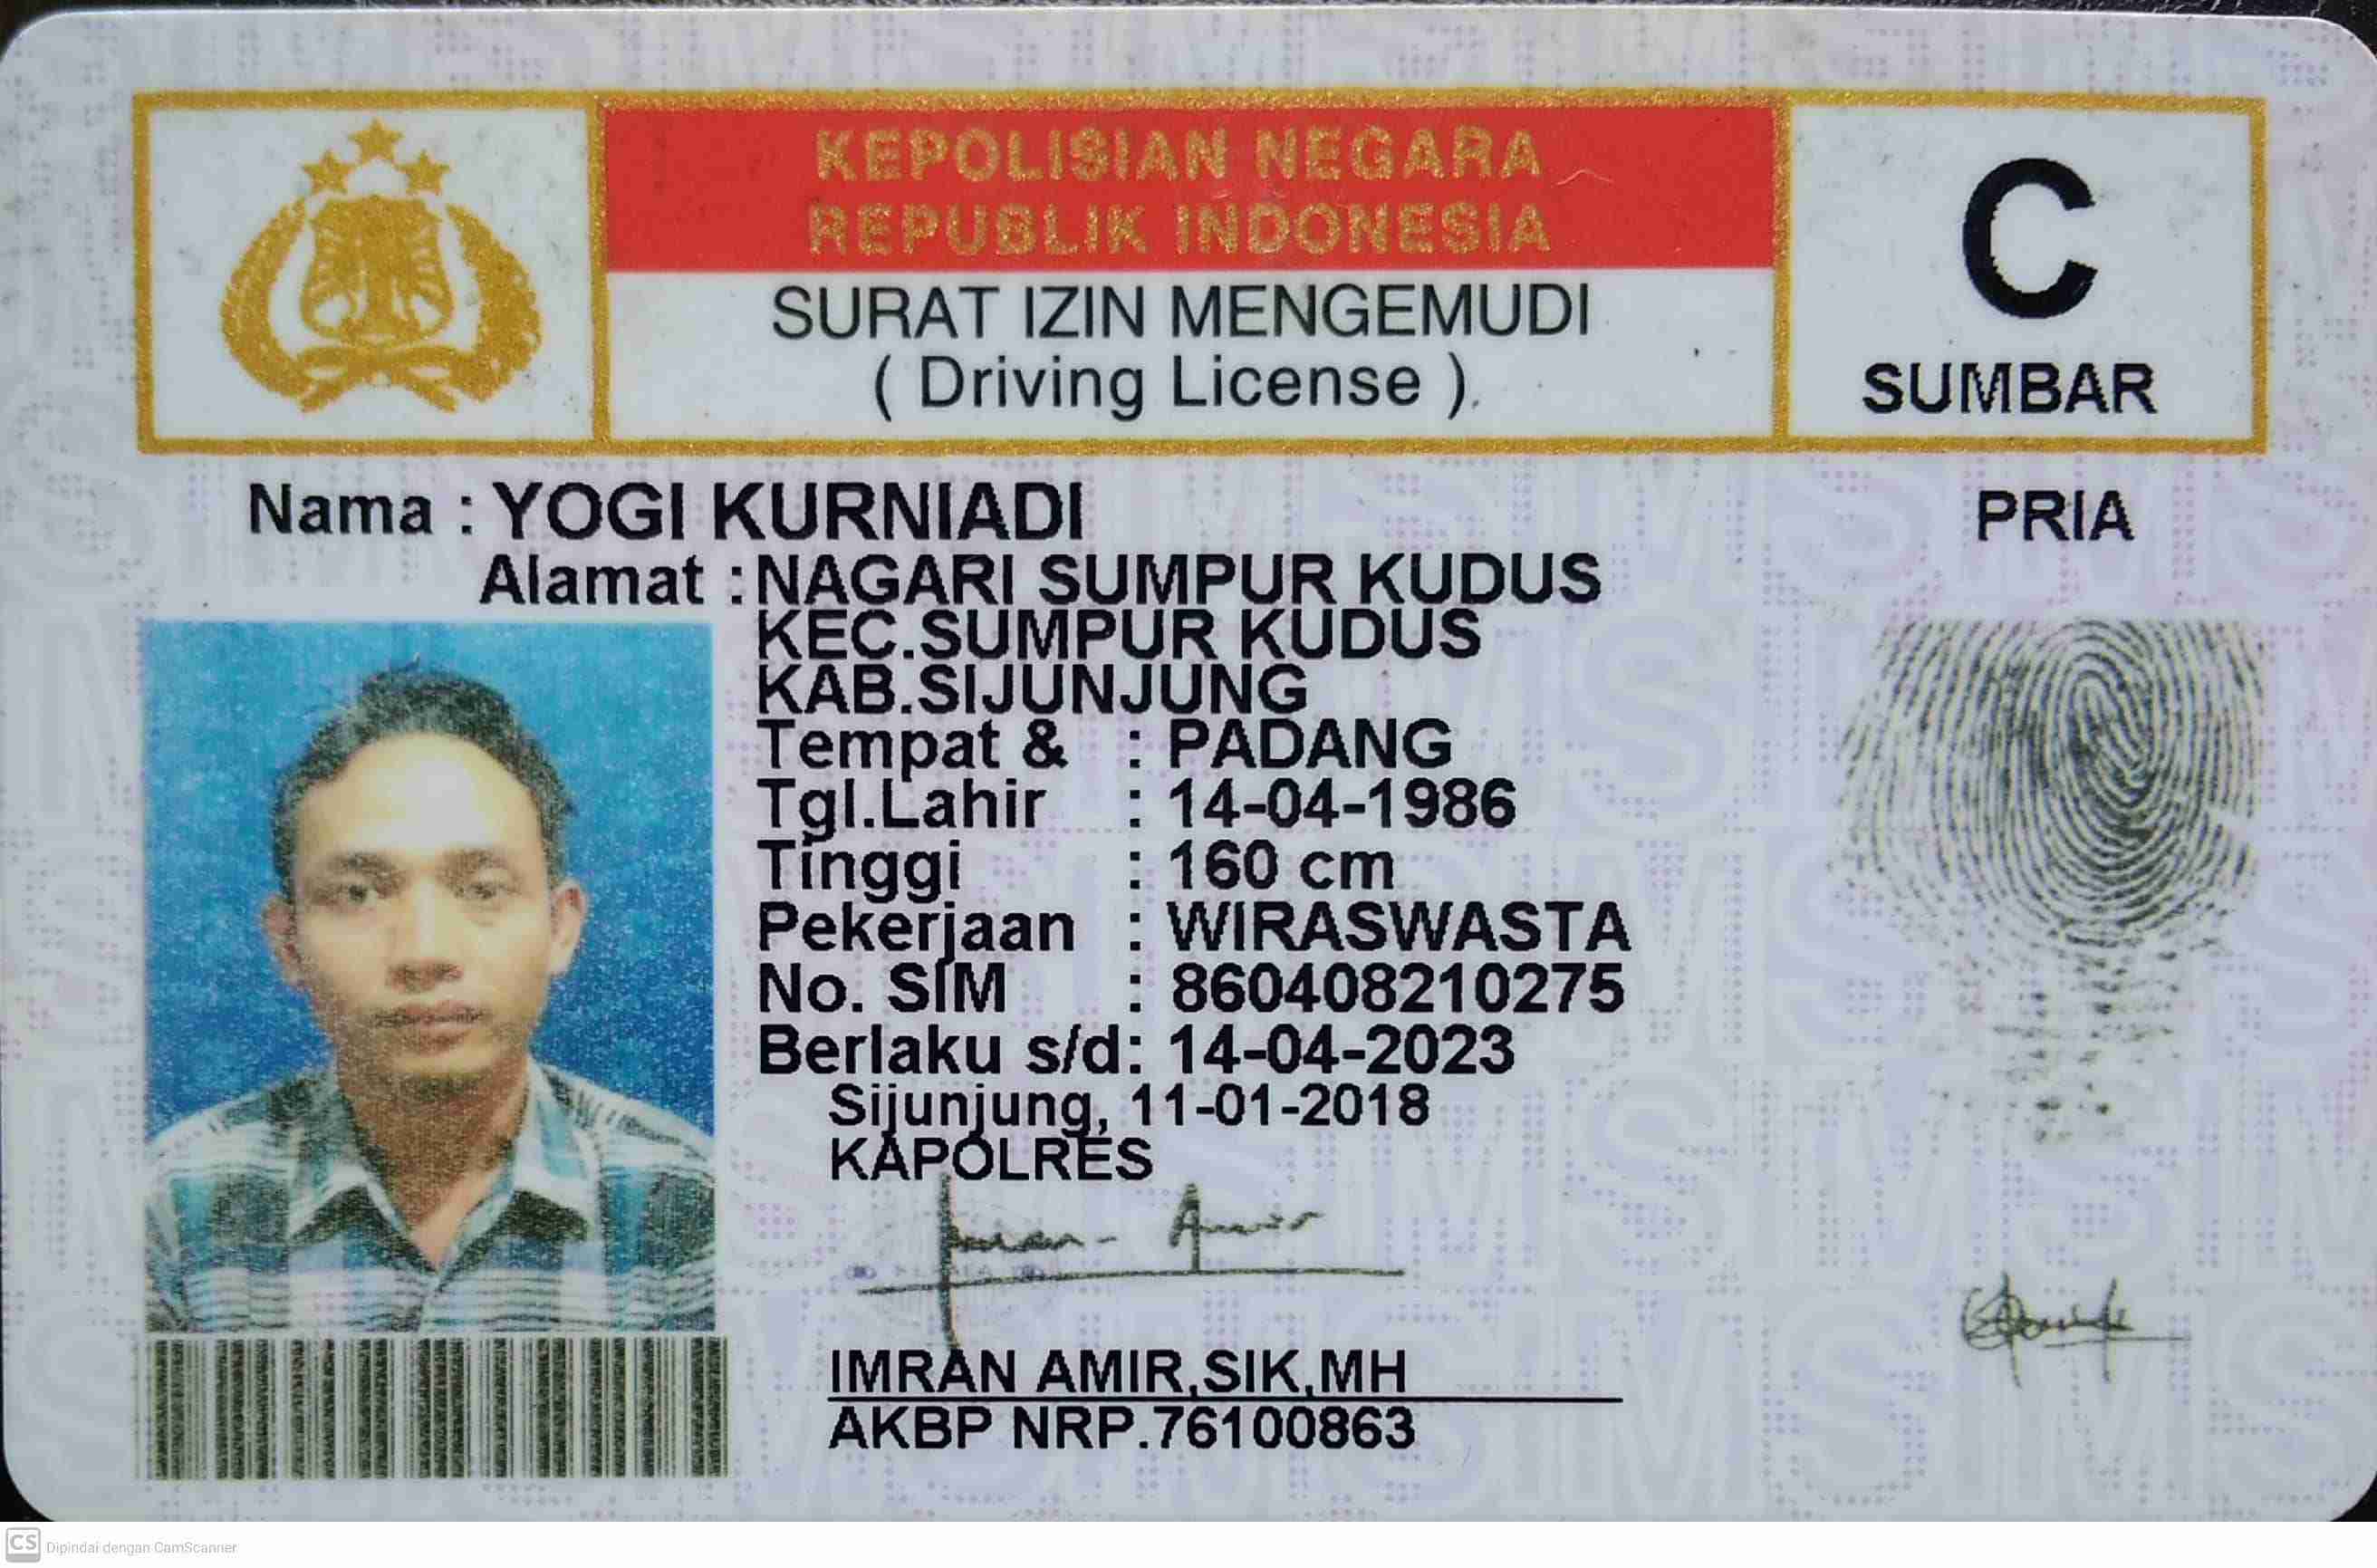 KEPOLISIAN NEGARA
REPUBLIK INDONESIA
SURAT IZIN MENGEMUDI
( Driving License ).
C
SUMBAR
Nama : YOGI KURNIADI
PRIA
Alamat : NAGARI SUMPUR KUDUS
KEC.SUMPUR KUDUS
KAB.SIJUNJUNG
Tempat & : PADANG
Tgl.Lahir : 14-04-1986
Tinggi : 160 cm
Pekerjaan : WIRASWASTA
No. SIM : 860408210275
Berlaku s/d: 14-04-2023
Sijunjung, 11-01-2018
KAPOLRES
IMRAN AMIR,SIK,MH
AKBP NRP.76100863
CS Dipindai dengan CamScanner